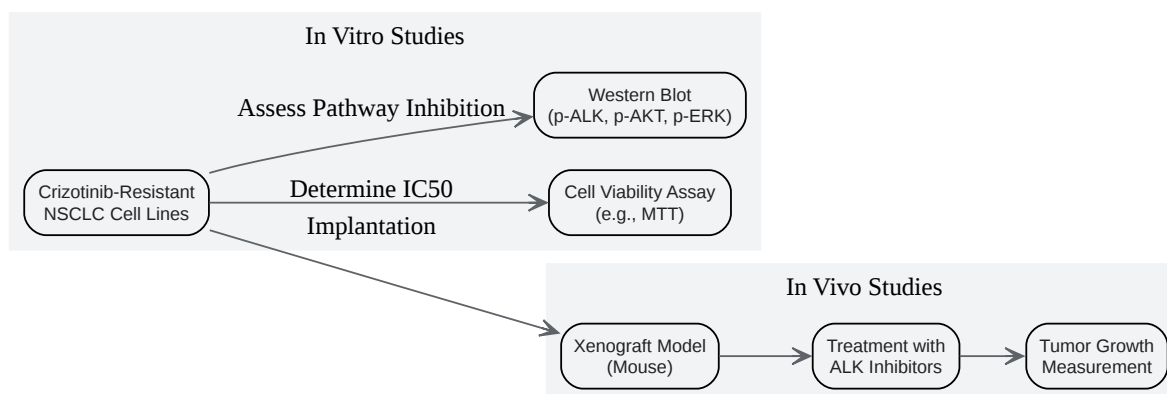 In Vitro Studies
Assess Pathway Inhibition
Western Blot
(p-ALK, p-AKT, p-ERK)
Crizotinib-Resistant
NSCLC Cell Lines
Determine IC50
Cell Viability Assay
(e.g., MTT)
Implantation
In Vivo Studies
Xenograft Model
(Mouse)
Treatment with
ALK Inhibitors
Tumor Growth
Measurement